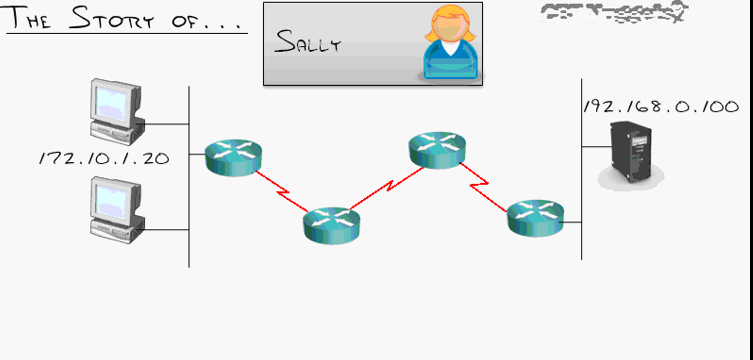 THE STORY OF...
SALLY
192.168.0.100
172.10.1.20